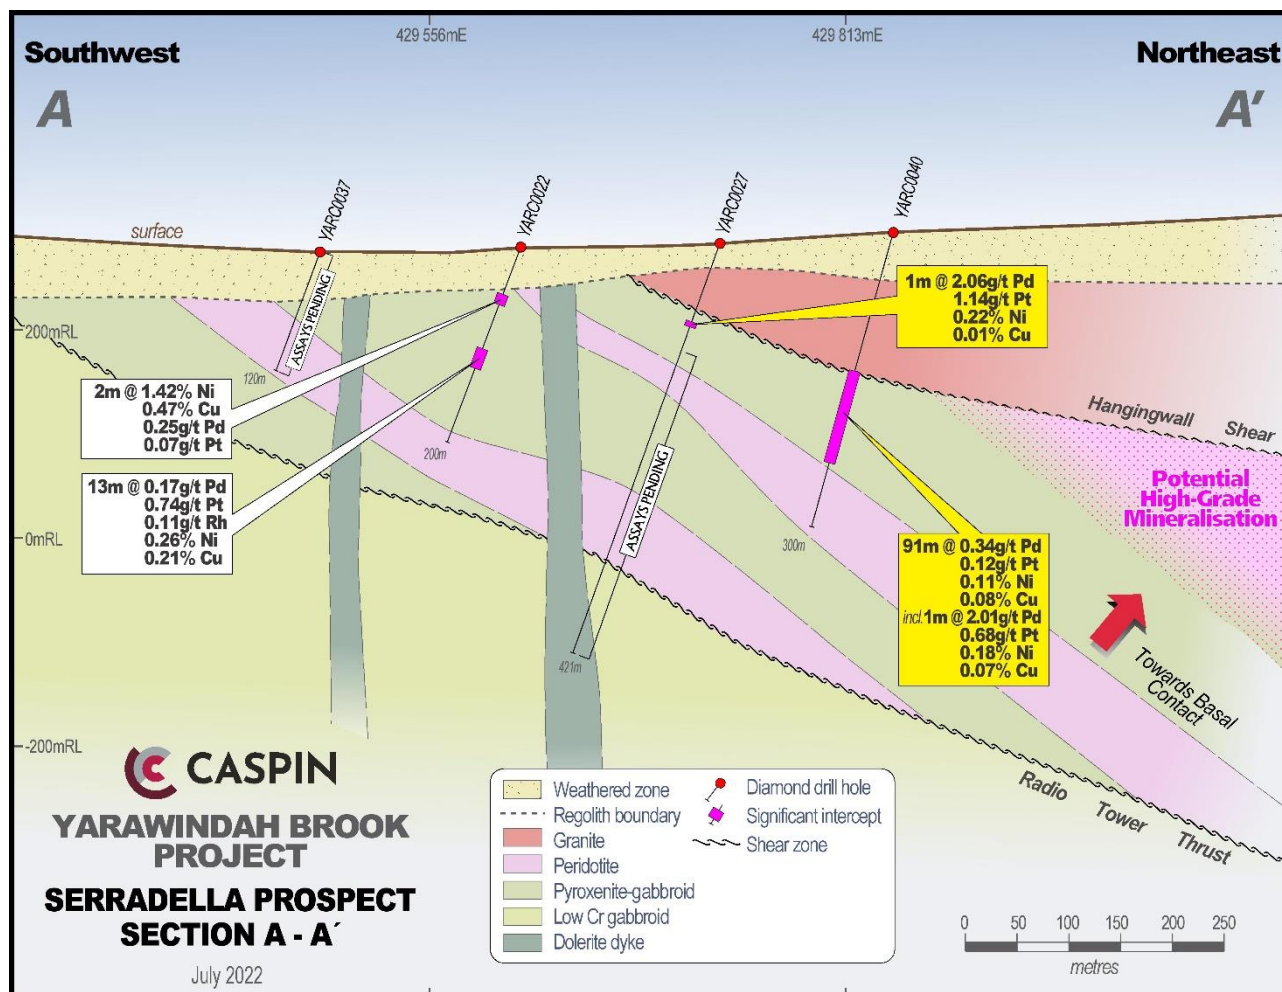 429 556mE
429 813mE
Southwest
Northeast
A
A'
YARC0037
YARC0022
YARC0027
YARC0040
surface
ASSAYS PENDING
1m @ 2.06g/t Pd
1.14g/t Pt
0.22% Ni
0.01% Cu
200mRL
120m
2m @ 1.42% Ni
0.47% Cu
0.25g/t Pd
0.07g/t Pt
200m
Hangingwall Shear
13m @ 0.17g/t Pd
0.74g/t Pt
0.11g/t Rh
0.26% Ni
0.21% Cu
ASSAYS PENDING
Potential
High-Grade
Mineralisation
0mRL
300m
91m @ 0.34g/t Pd
0.12g/t Pt
0.11% Ni
0.08% Cu
incl.1m @ 2.01g/t Pd
0.68g/t Pt
0.18% Ni
0.07% Cu
421m
Towards Basal
Contact
-200mRL
CASPIN
YARAWINDAH BROOK
PROJECT
SERRADELLA PROSPECT
SECTION A - A´
July 2022
Weathered zone
Regolith boundary
Granite
Peridotite
Pyroxenite-gabbroid
Low Cr gabbroid
Dolerite dyke
Diamond drill hole
Significant intercept
Shear zone
Radio Tower Thrust
0 50 100 150 200 250
metres